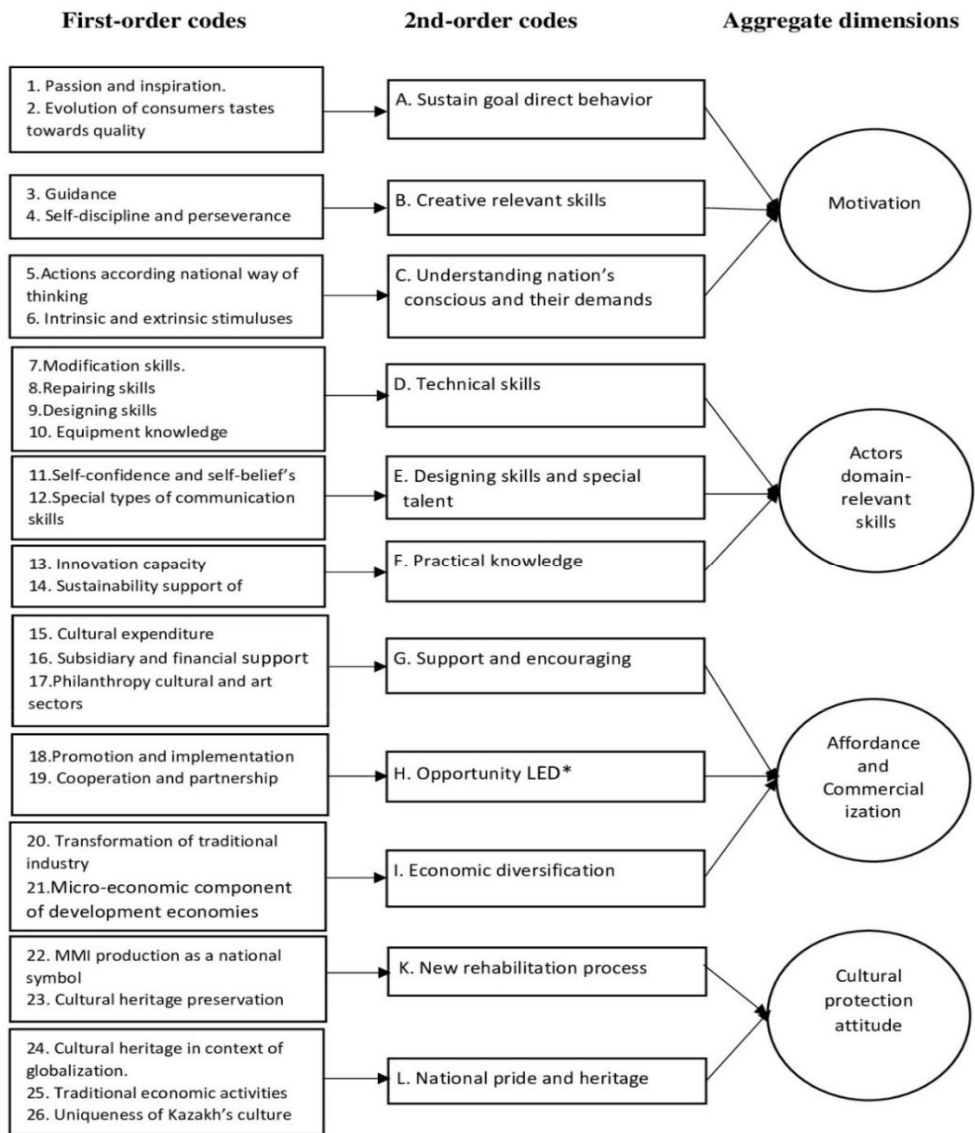 First-order codes
2nd-order codes
Aggregate dimensions
1. Passion and inspiration.
2. Evolution of consumers tastes
towards quality
A. Sustain goal direct behavior
3. Guidance
4. Self-discipline and perseverance
B. Creative relevant skills
5.Actions according national way of
thinking
6. Intrinsic and extrinsic stimuluses
C. Understanding nation's
conscious and their demands
Motivation
7.Modification skills.
8.Repairing skills
9.Designing skills
10. Equipment knowledge
D. Technical skills
11.Self-confidence and self-belief's
12.Special types of communication
skills
E. Designing skills and special
talent
13. Innovation capacity
14. Sustainability support of
F. Practical knowledge
Actors
domain-
relevant
skills
15. Cultural expenditure
16. Subsidiary and financial support
17.Philanthropy cultural and art
sectors
G. Support and encouraging
18.Promotion and implementation
19. Cooperation and partnership
H. Opportunity LED*
20. Transformation of traditional
industry
21.Micro-economic component
of development economies
I. Economic diversification
Affordance
and
Commercial
ization
22. MMI production as a national
symbol
23. Cultural heritage preservation
K. New rehabilitation process
24. Cultural heritage in context of
globalization.
25. Traditional economic activities
26. Uniqueness of Kazakh's culture
L. National pride and heritage
Cultural
protection
attitude